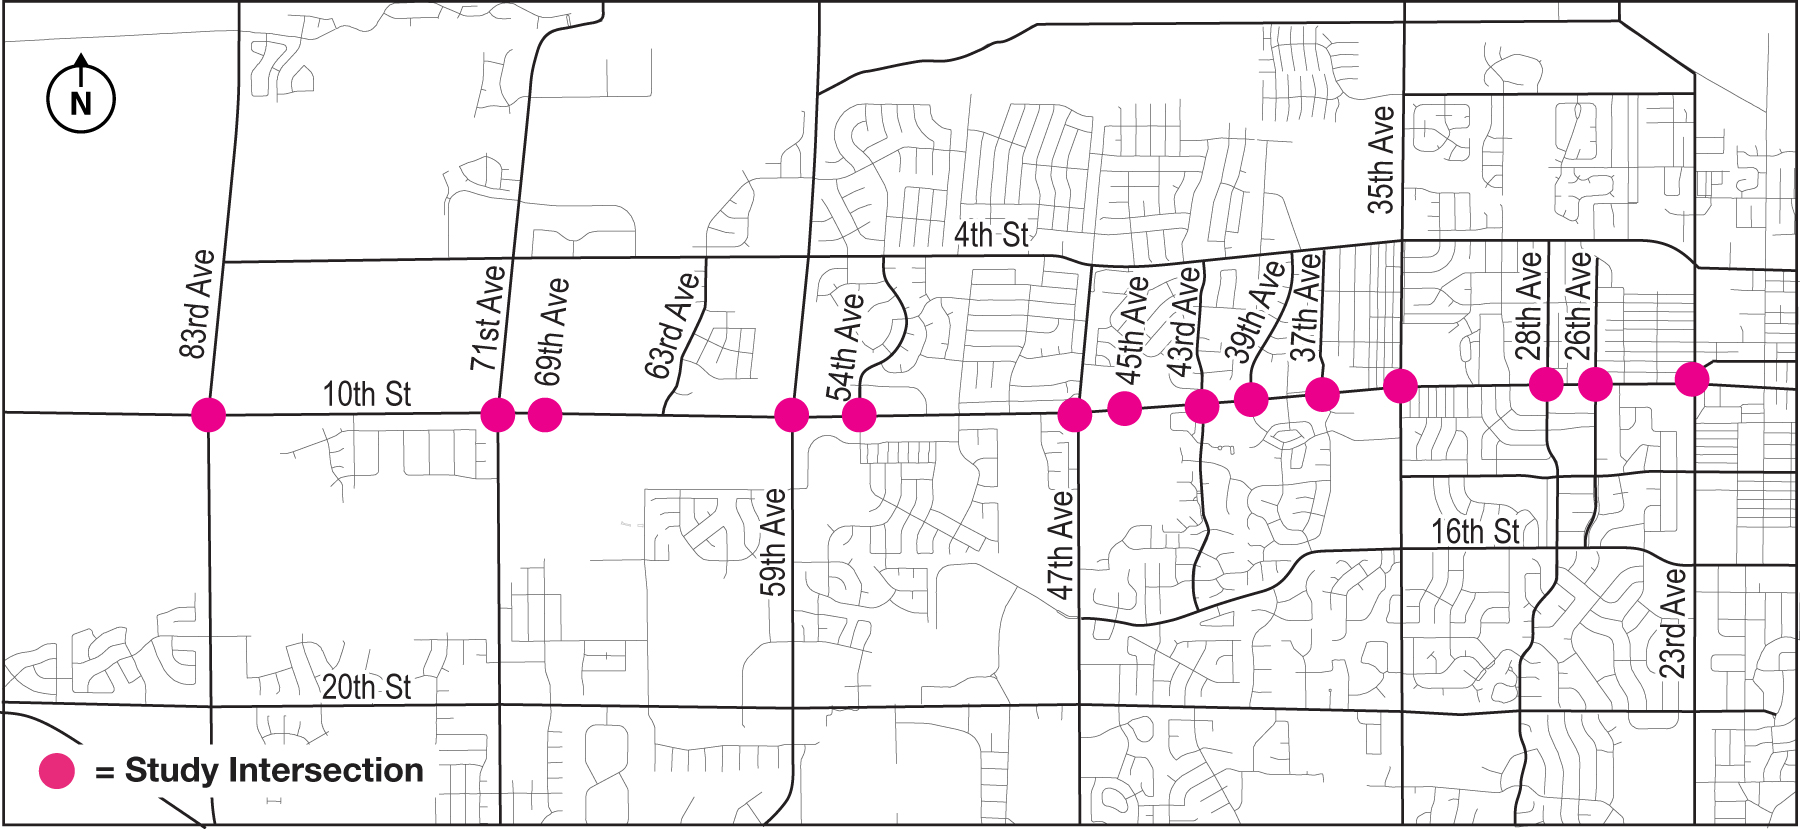 N
35th Ave
4th St
83rd Ave
71st Ave
69th Ave
63rd Ave
54th Ave
45th Ave
43rd Ave
39th Ave
37th Ave
28th Ave
26th Ave
10th St
59th Ave
47th Ave
16th St
23rd Ave
20th St
= Study Intersection